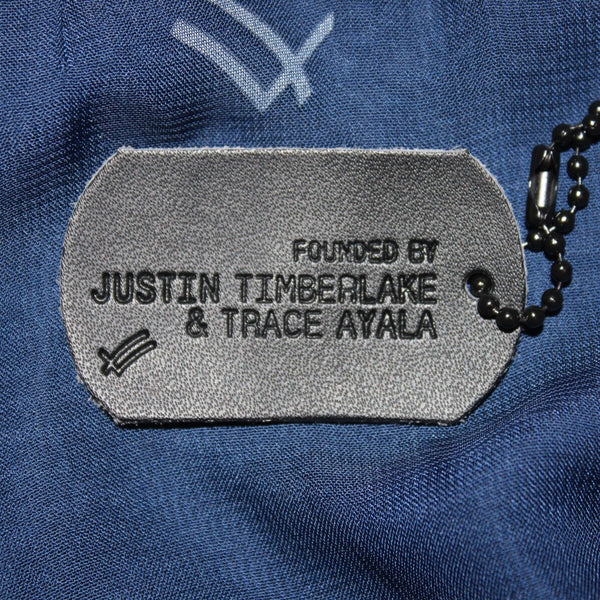 FOUNDED BY
JUSTIN TIMBERLAKE
& TRACE AYALA